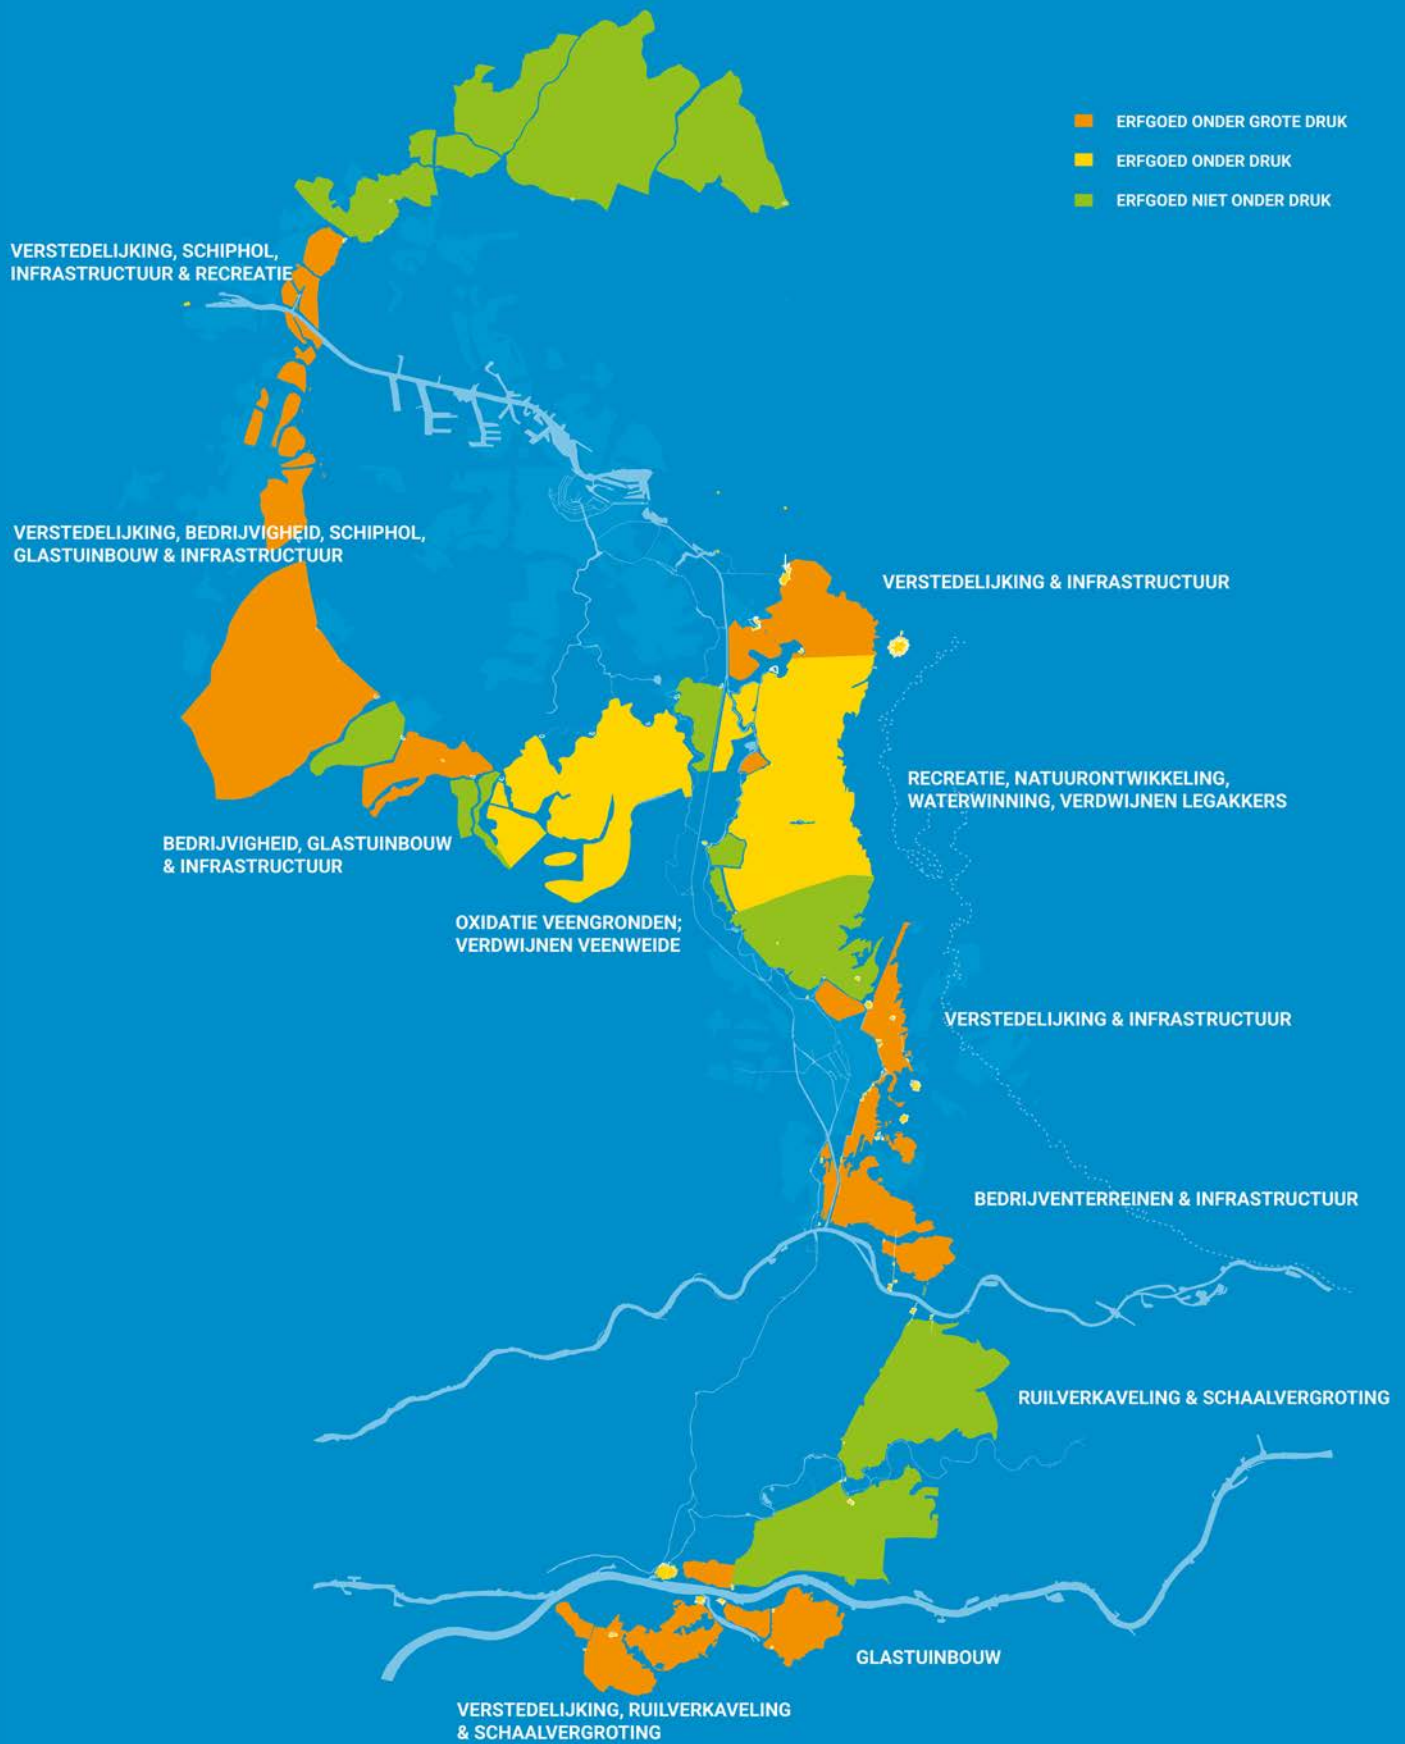 ERFGOED ONDER GROTE DRUK
ERFGOED ONDER DRUK
ERFGOED NIET ONDER DRUK
VERSTEDELIJKING, SCHIPHOL,
INFRASTRUCTUUR & RECREATIE
VERSTEDELIJKING, BEDRIJVIGHEID, SCHIPHOL,
GLASTUINBOUW & INFRASTRUCTUUR
VERSTEDELIJKING & INFRASTRUCTUUR
RECREATIE, NATUURONTWIKKELING,
WATERWINNING, VERDWIJNEN LEGAKKERS
BEDRIJVIGHEID, GLASTUINBOUW
& INFRASTRUCTUUR
OXIDATIE VEENGRONDEN;
VERDWIJNEN VEENWEIDE
VERSTEDELIJKING & INFRASTRUCTUUR
BEDRIJVENTERREINEN & INFRASTRUCTUUR
RUILVERKAVELING & SCHAALVERGROTING
GLASTUINBOUW
VERSTEDELIJKING, RUILVERKAVELING
& SCHAALVERGROTING